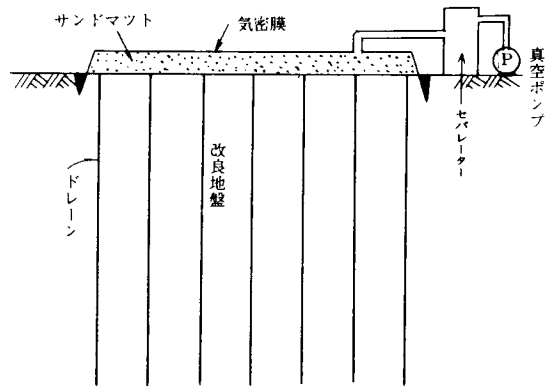 サンドマット
気密膜
P
真空ポンプ
セパレーター
改良地盤
ドレーン